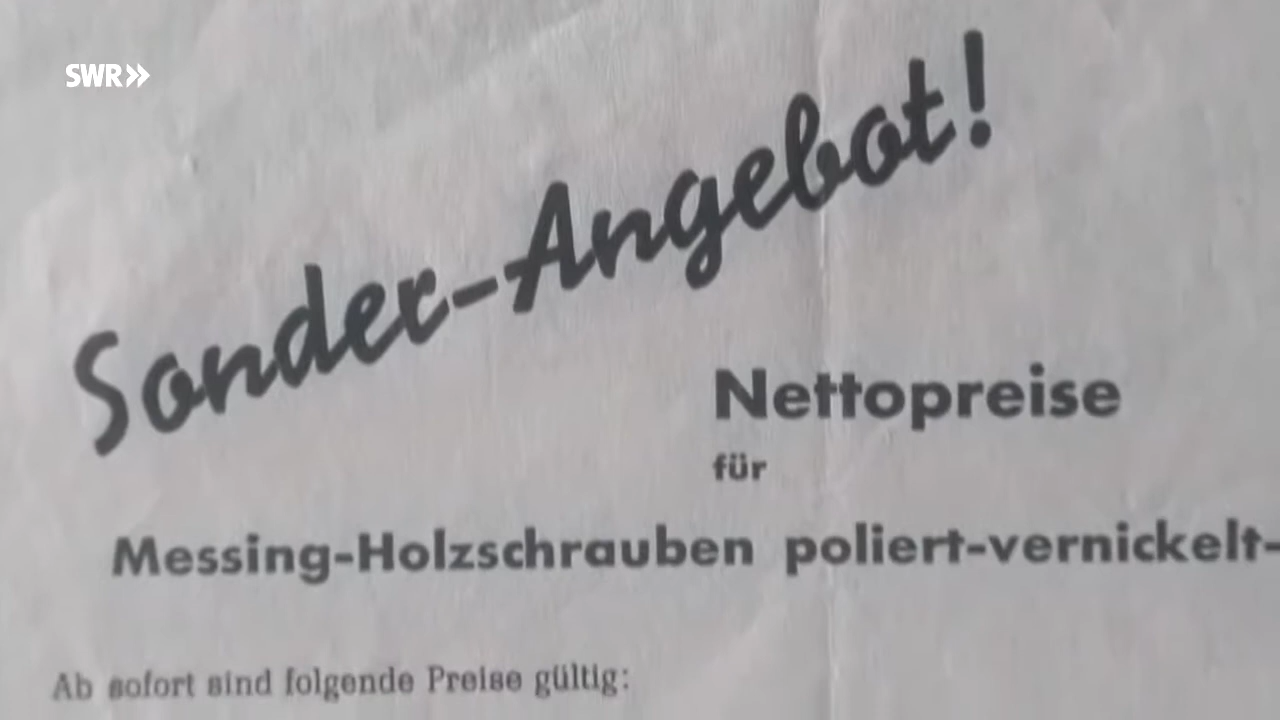 SWR»
Sonder-Angebot!
Nettopreise
für
Messing-Holzschrauben poliert-vernickelt-
Ab sofort sind folgende Preise gültig: